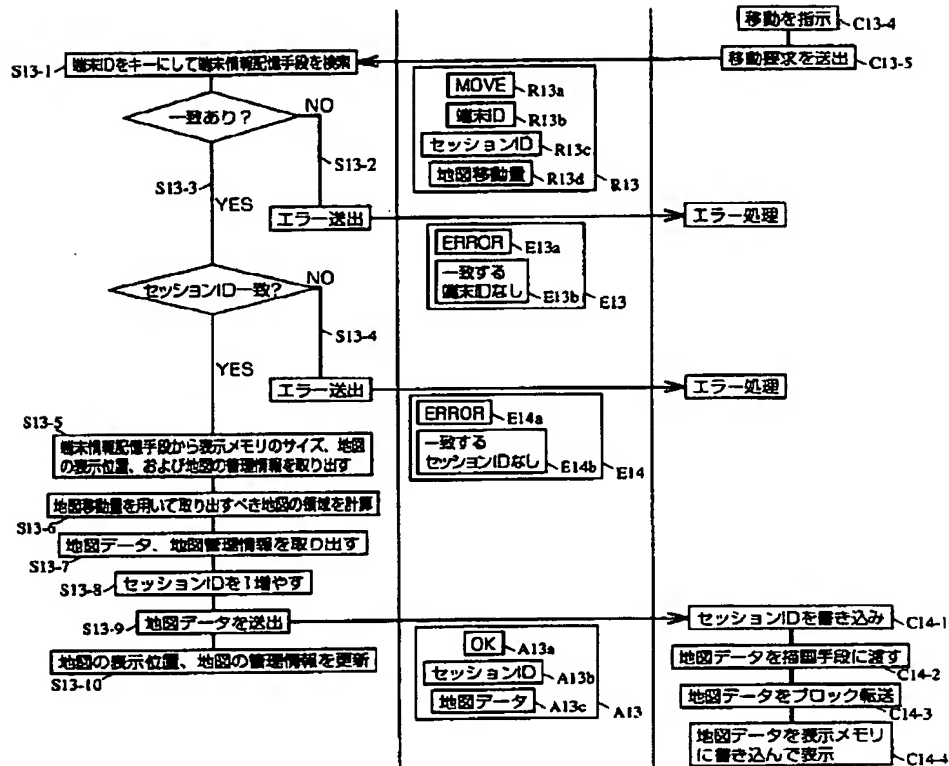 移動を指示 C13-4
S13-1 端末IDをキーにして端末情報記憶手段を検索
移動要求を送出 C13-5
MOVE R13a
端末ID R13b
セッションID R13c
地図移動量 R13d
R13
一致あり?
NO
S13-2
S13-3
YES
エラー送出
エラー処理
ERROR E13a
一致する
端末IDなし E13b
E13
セッションID一致?
NO
S13-4
YES
エラー送出
エラー処理
ERROR E14a
一致する
セッションIDなし E14b
E14
S13-5
端末情報記憶手段から表示メモリのサイズ、地図
の表示位置、および地図の管理情報を取り出す
地図移動量を用いて取り出すべき地図の領域を計算
S13-6
地図データ、地図管理情報を取り出す
S13-7
S13-8 セッションIDを1増やす
S13-9 地図データを送出
セッションIDを書き込み C14-1
OK A13a
セッションID A13b
地図データ A13c
A13
地図の表示位置、地図の管理情報を更新
S13-10
地図データを描画手段に渡す
C14-2
地図データをブロック転送
C14-3
地図データを表示メモリ
に書き込んで表示
C14-4